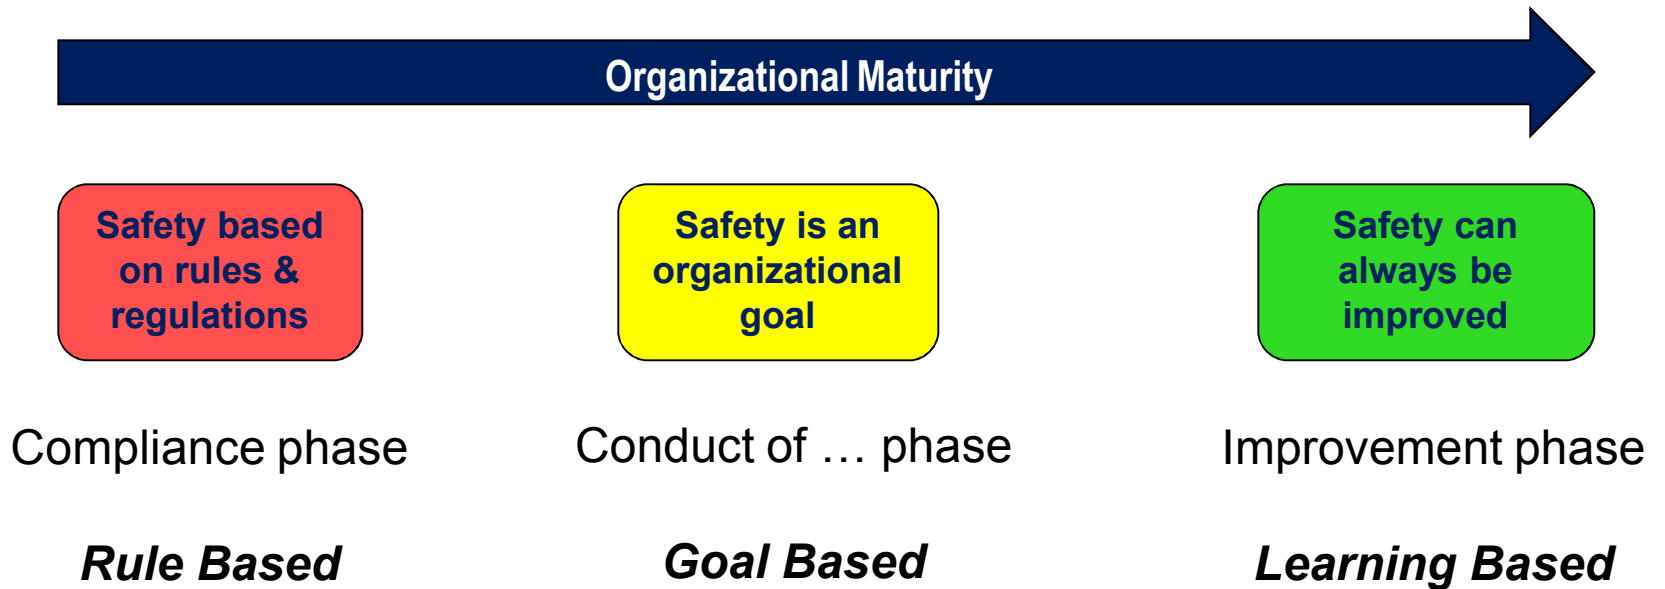 Organizational Maturity
Safety based
on rules &
regulations
Safety is an
organizational
goal
Safety can
always be
improved
Compliance phase
Conduct of … phase
Improvement phase
Rule Based
Goal Based
Learning Based